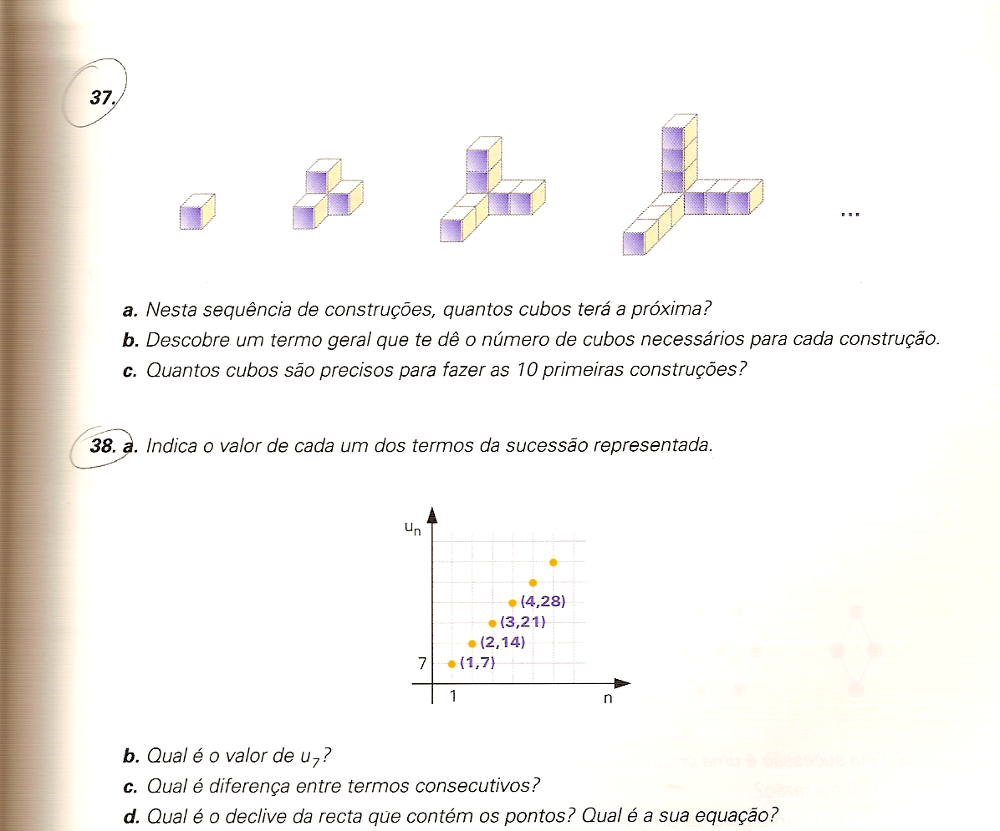 37.
...
a. Nesta sequência de construções, quantos cubos terá a próxima?
b. Descobre um termo geral que te dê o número de cubos necessários para cada construção.
c. Quantos cubos são precisos para fazer as 10 primeiras construções?
38. a. Indica o valor de cada um dos termos da sucessão representada.
uₙ
(4,28)
(3,21)
(2,14)
7 (1,7)
1 n
b. Qual é o valor de u₇?
c. Qual é diferença entre termos consecutivos?
d. Qual é o declive da recta que contém os pontos? Qual é a sua equação?